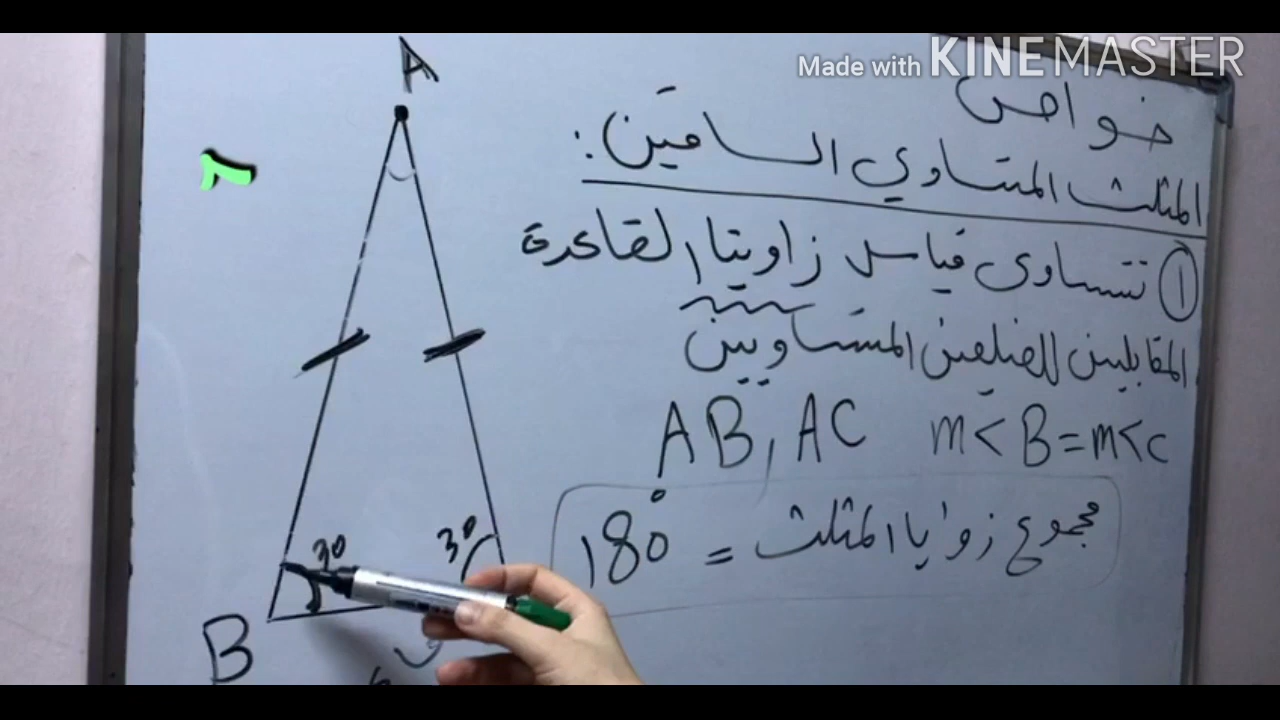 Made with KINEMASTER
خواص
المثلث المتساوي الساقين :
① تتساوى قياس زاويتا القاعدة
المقابلين للضلعين المتساويين
AB, AC m<B=m<c
مجموع زوايا المثلث = 180°
A
30
30
B